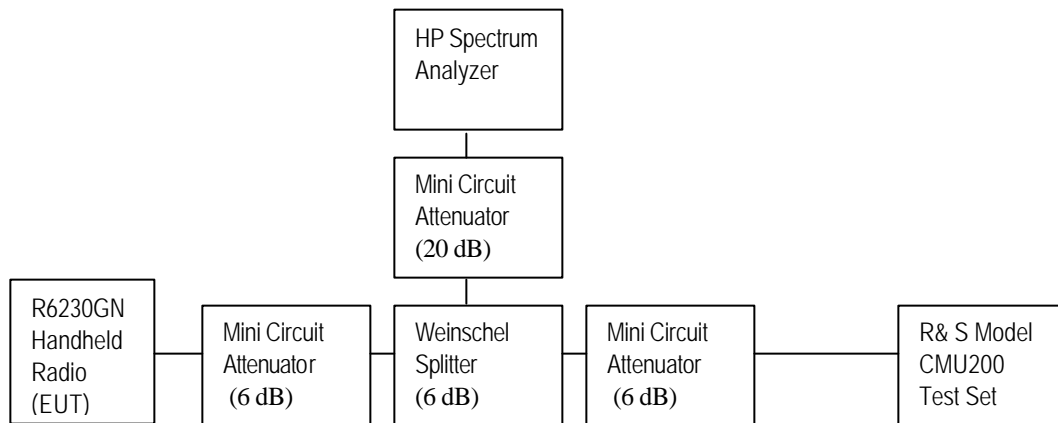 HP Spectrum
Analyzer
Mini Circuit
Attenuator
(20 dB)
R6230GN
Handheld
Radio
(EUT)
Mini Circuit
Attenuator
(6 dB)
Weinschel
Splitter
(6 dB)
Mini Circuit
Attenuator
(6 dB)
R& S Model
CMU200
Test Set